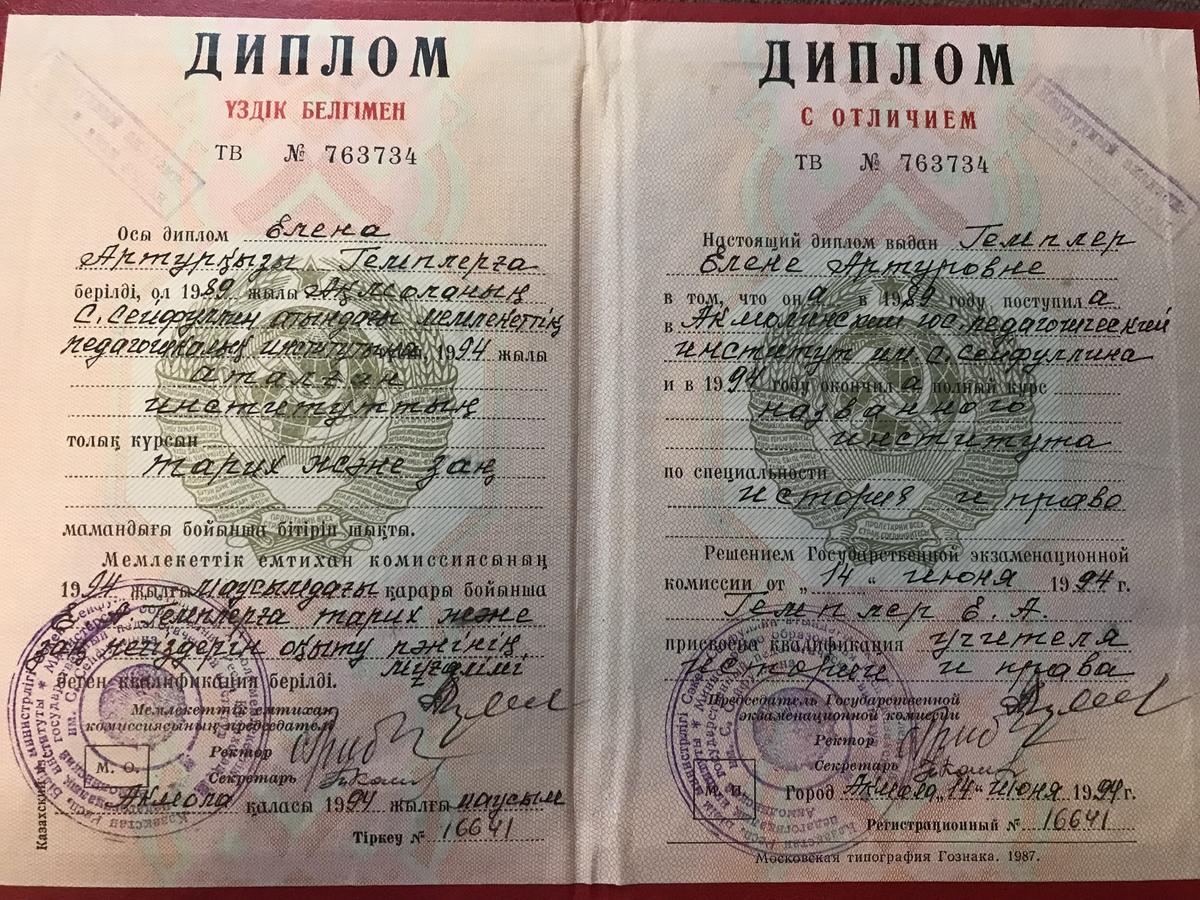 ДИПЛОМ
ҮЗДІК БЕЛГІМЕН
ТВ № 763734
Осы диплом Елена
Артурқызы Темплерға
берілді, ол 1989 жылы Ақмоланың
С. Сейфуллин атындағы мемлекеттік
педагогикалық институтына, 1994 жылы
аталған
институттың
толық курсын
тарих және заң
мамандығы бойынша бітіріп шықты.
Мемлекеттік емтихан комиссиясының
1994 жылғы маусымдағы қарары бойынша
Е. А. Темплерға тарих және
заң негіздерін оқыту пәнінің
мұғалімі
деген квалификация берілді.
Мемлекеттік емтихан
комиссиясының председателі
Ректор
Секретарь
М. О.
Ақмола қаласы 1994 жылғы маусым
Тіркеу № 16641
Казахский
ДИПЛОМ
С ОТЛИЧИЕМ
ТВ № 763734
Настоящий диплом выдан Темплер
Елене Артуровне
в том, что она в 1989 году поступила
в Акмолинский гос. педагогический
институт им. С. Сейфуллина
и в 1994 году окончила полный курс
названного
института
по специальности
история и право
Решением Государственной экзаменационной
комиссии от „14“ июня 1994 г.
Темплер Е. А.
присвоена квалификация учителя
истории и права
Председатель Государственной
экзаменационной комиссии
Ректор
Секретарь
М. П.
Город Акмола, 14 "июня 1994 г.
Регистрационный № 16641
Московская типография Гознака. 1987.